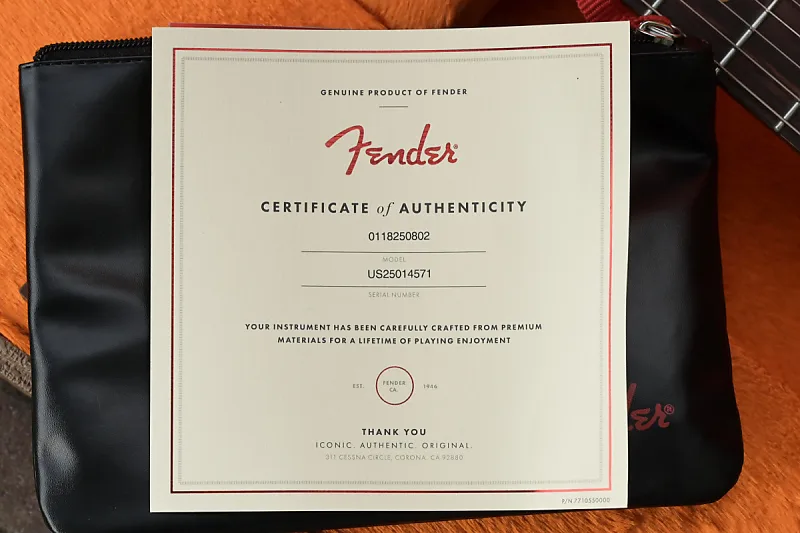 GENUINE PRODUCT OF FENDER
Fender®
CERTIFICATE of AUTHENTICITY
0118250802
MODEL
US25014571
SERIAL NUMBER
YOUR INSTRUMENT HAS BEEN CAREFULLY CRAFTED FROM PREMIUM
MATERIALS FOR A LIFETIME OF PLAYING ENJOYMENT
EST. FENDER 1946
CA.
THANK YOU
ICONIC. AUTHENTIC. ORIGINAL.
311 CESSNA CIRCLE, CORONA, CA 92880
P/N 7710550000
der®